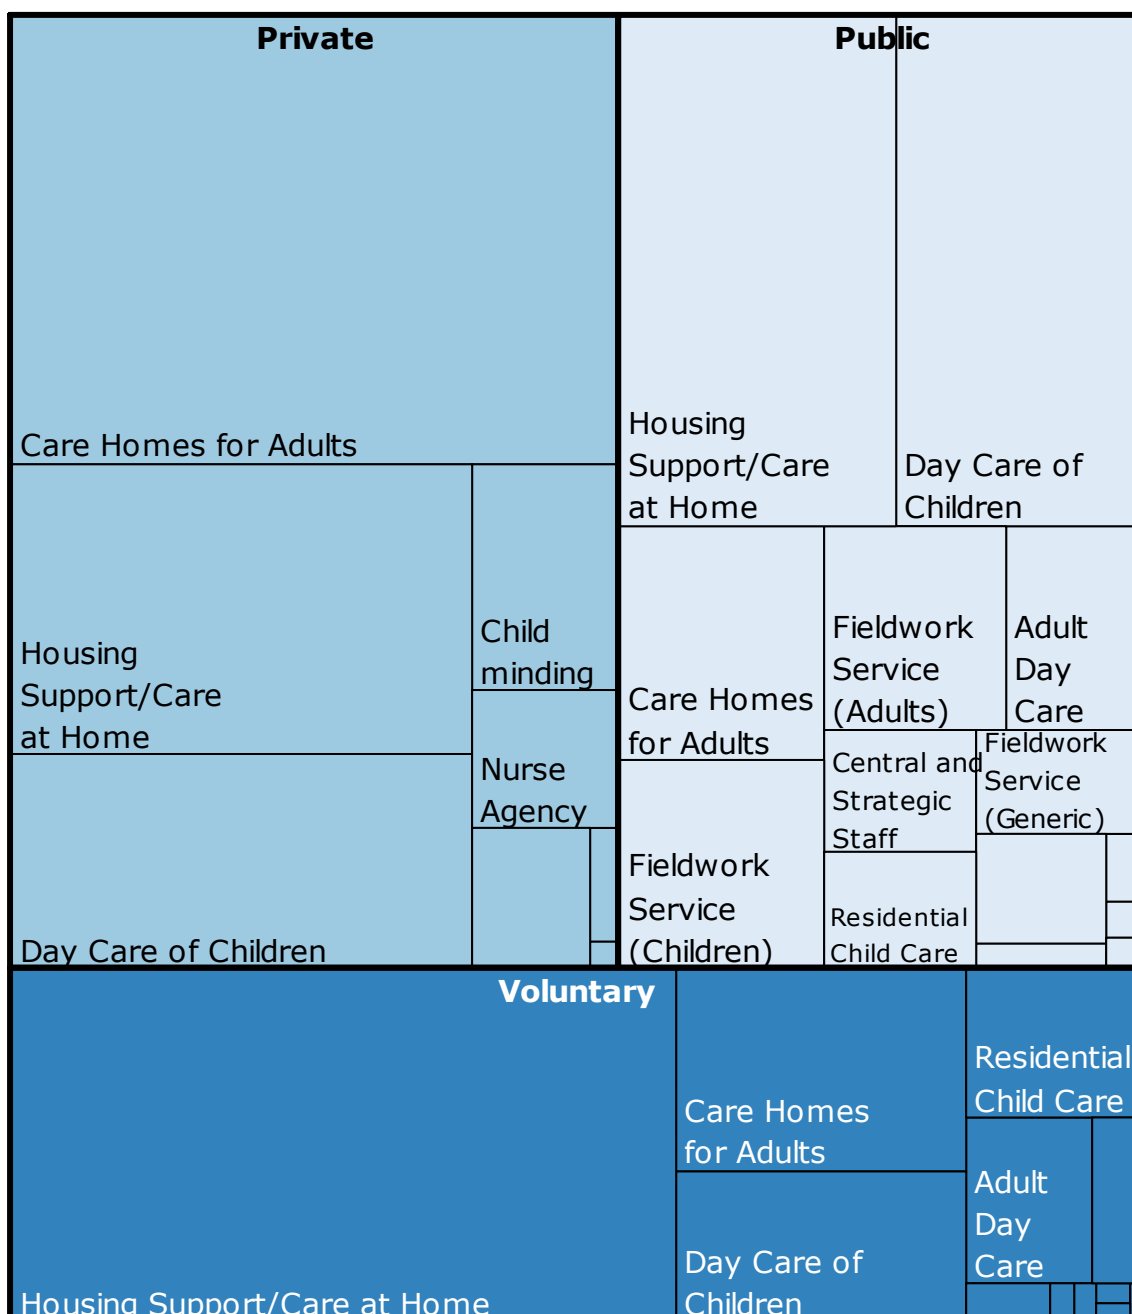 Private
Care Homes for Adults
Housing
Support/Care
at Home
Child
minding
Nurse
Agency
Day Care of Children
Public
Housing
Support/Care
at Home
Day Care of
Children
Care Homes
for Adults
Fieldwork
Service
(Adults)
Adult
Day
Care
Central and
Strategic
Staff
Fieldwork
Service
(Generic)
Fieldwork
Service
(Children)
Residential
Child Care
Voluntary
Housing Support/Care at Home
Care Homes
for Adults
Day Care of
Children
Residential
Child Care
Adult
Day
Care